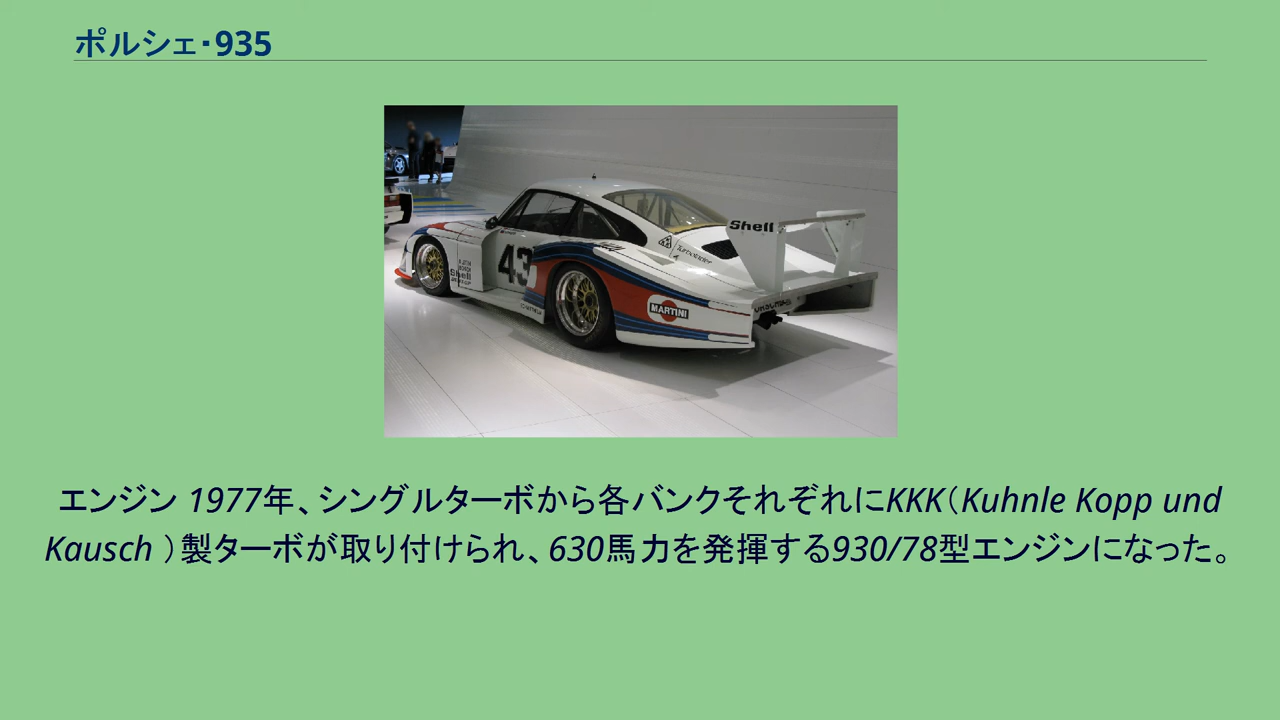 ポルシェ・935
Shell
43
Shell
MARTINI
エンジン 1977年、シングルターボから各バンクそれぞれにKKK（Kuhnle Kopp und
Kausch ）製ターボが取り付けられ、630馬力を発揮する930/78型エンジンになった。